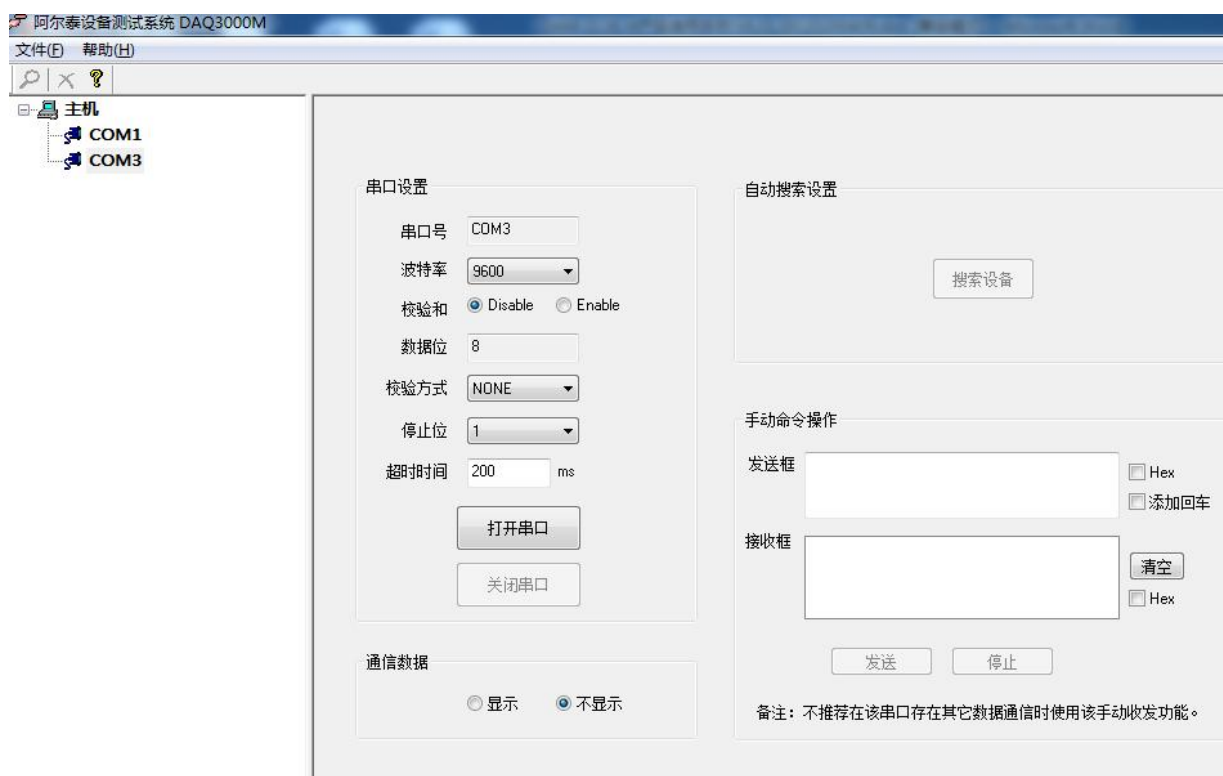 阿尔泰设备测试系统 DAQ3000M
文件(F) 帮助(H)
主机
COM1
COM3
串口设置
串口号 COM3
波特率 9600
校验和 Disable Enable
数据位 8
校验方式 NONE
停止位 1
超时时间 200 ms
打开串口
关闭串口
通信数据
显示 不显示
自动搜索设置
搜索设备
手动命令操作
发送框 Hex
添加回车
接收框
清空
Hex
发送 停止
备注：不推荐在该串口存在其它数据通信时使用该手动收发功能。